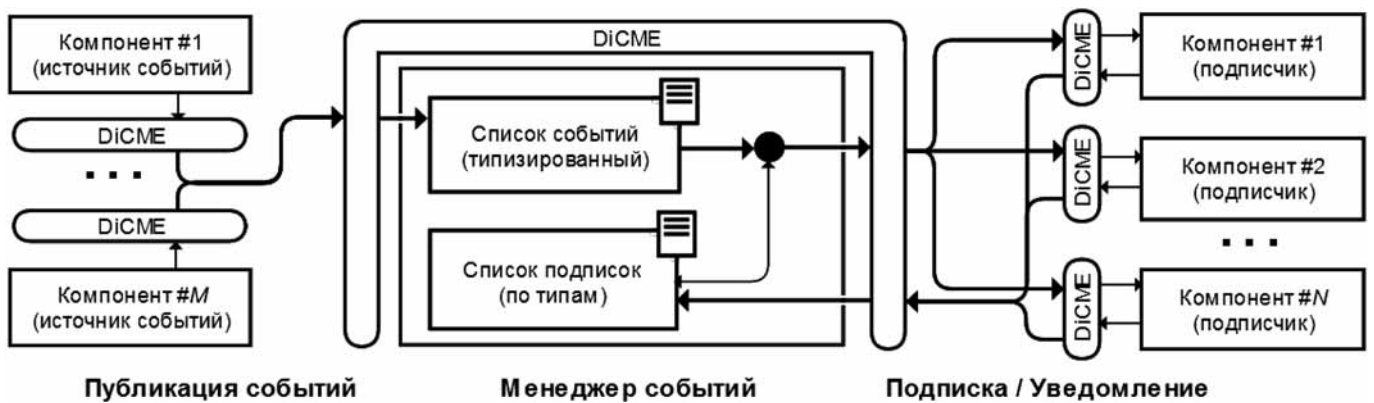 Компонент #1
(источник событий)
DiCME
. . .
DiCME
Компонент #M
(источник событий)
Публикация событий
DiCME
Список событий
(типизированный)
Список подписок
(по типам)
Менеджер событий
DiCME
Компонент #1
(подписчик)
DiCME
Компонент #2
(подписчик)
. . .
DiCME
Компонент #N
(подписчик)
Подписка / Уведомление